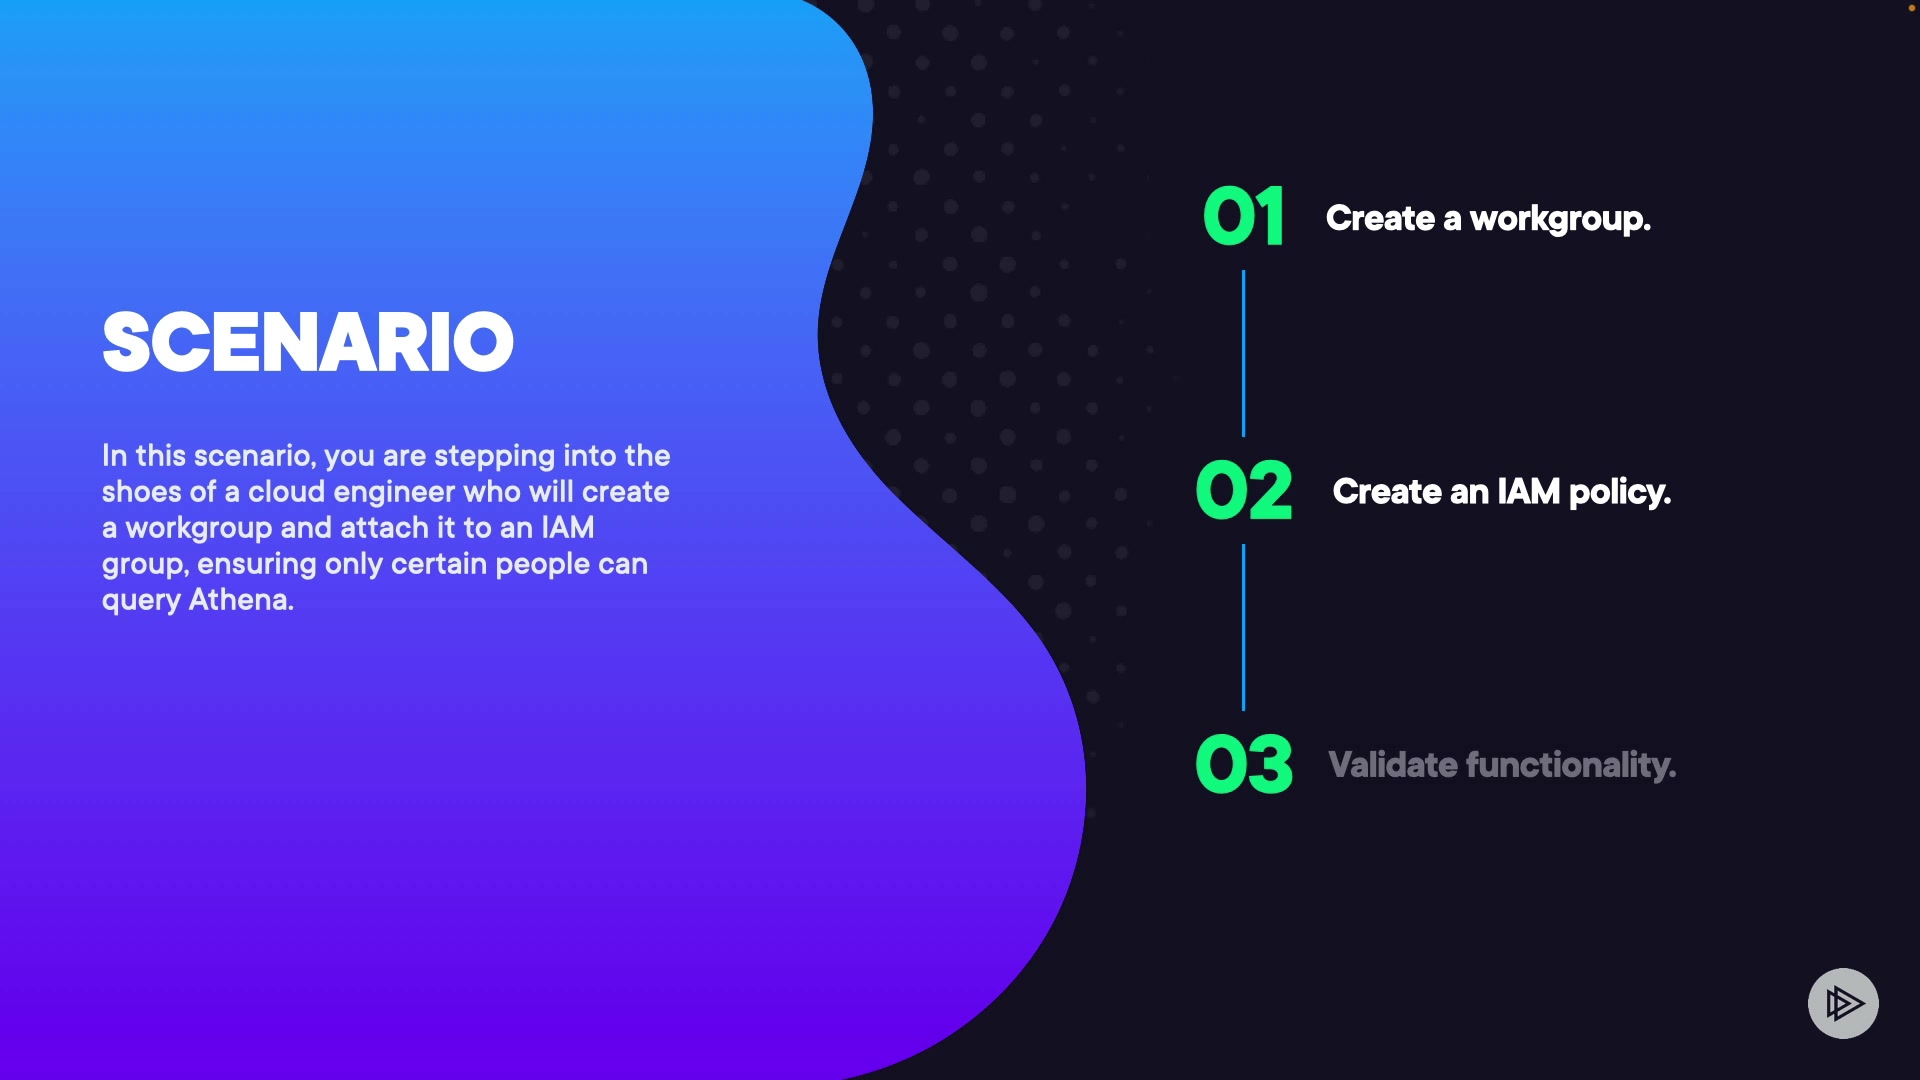 SCENARIO
In this scenario, you are stepping into the
shoes of a cloud engineer who will create
a workgroup and attach it to an IAM
group, ensuring only certain people can
query Athena.
01 Create a workgroup.
02 Create an IAM policy.
03 Validate functionality.